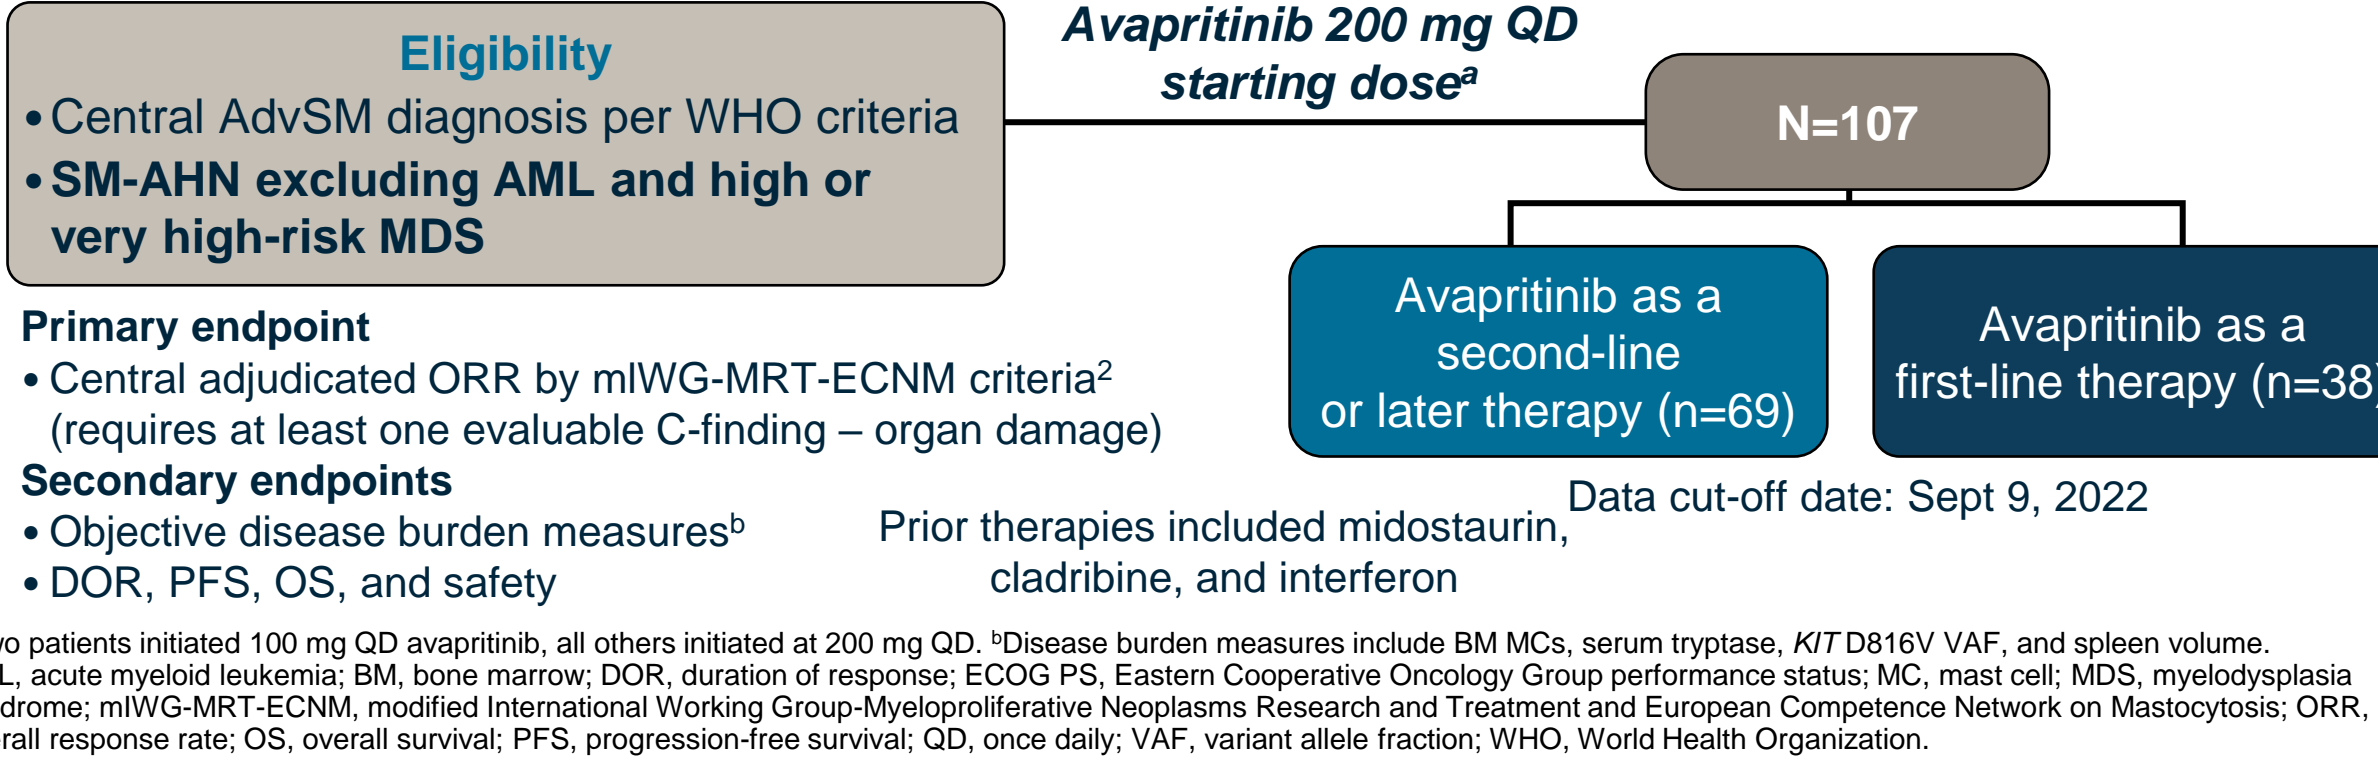 Eligibility
• Central AdvSM diagnosis per WHO criteria
• SM-AHN excluding AML and high or
very high-risk MDS
Avapritinib 200 mg QD
starting doseᵃ
N=107
Avapritinib as a
second-line
or later therapy (n=69)
Avapritinib as a
first-line therapy (n=38)
Primary endpoint
• Central adjudicated ORR by mIWG-MRT-ECNM criteria²
(requires at least one evaluable C-finding – organ damage)
Secondary endpoints
• Objective disease burden measuresᵇ
• DOR, PFS, OS, and safety
Prior therapies included midostaurin,
cladribine, and interferon
Data cut-off date: Sept 9, 2022
wo patients initiated 100 mg QD avapritinib, all others initiated at 200 mg QD. ᵇDisease burden measures include BM MCs, serum tryptase, KIT D816V VAF, and spleen volume.
L, acute myeloid leukemia; BM, bone marrow; DOR, duration of response; ECOG PS, Eastern Cooperative Oncology Group performance status; MC, mast cell; MDS, myelodysplasia
drome; mIWG-MRT-ECNM, modified International Working Group-Myeloproliferative Neoplasms Research and Treatment and European Competence Network on Mastocytosis; ORR,
erall response rate; OS, overall survival; PFS, progression-free survival; QD, once daily; VAF, variant allele fraction; WHO, World Health Organization.